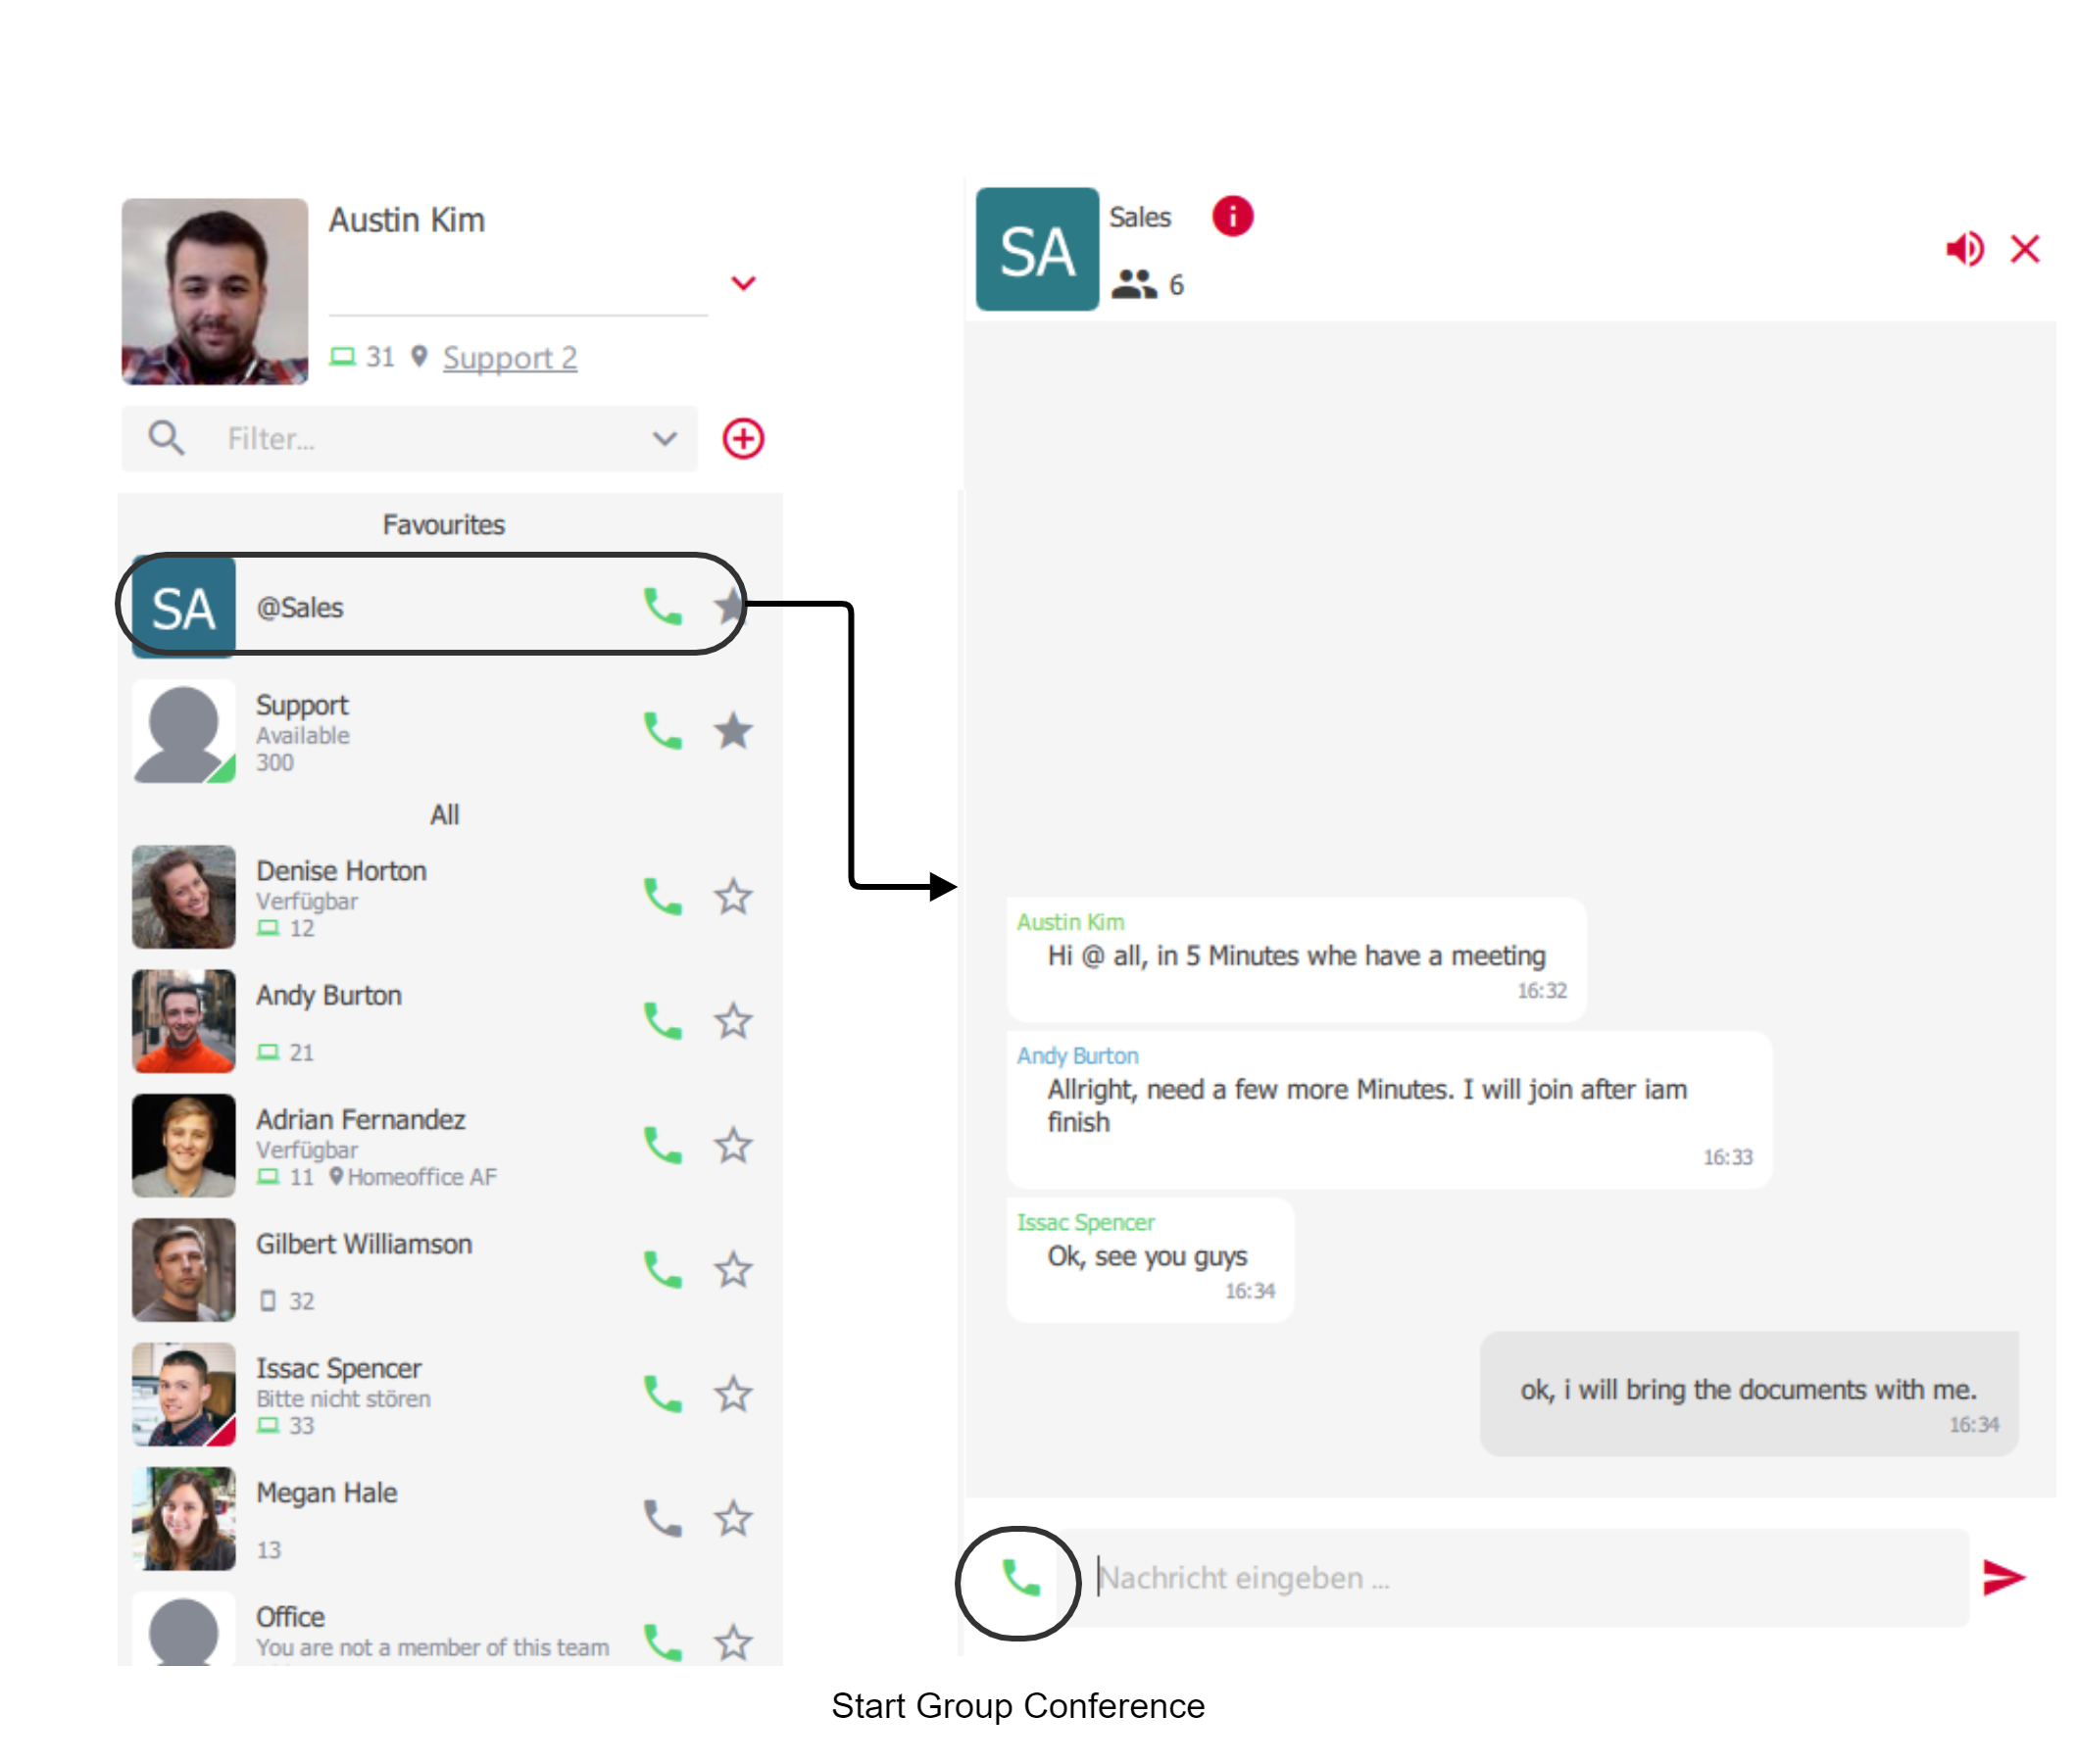 Austin Kim
31 Support 2
Filter...
Favourites
SA @Sales
Support
Available
300
All
Denise Horton
Verfügbar
12
Andy Burton
21
Adrian Fernandez
Verfügbar
11 Homeoffice AF
Gilbert Williamson
32
Issac Spencer
Bitte nicht stören
33
Megan Hale
13
Office
You are not a member of this team
SA Sales i
6
Austin Kim
Hi @ all, in 5 Minutes whe have a meeting
16:32
Andy Burton
Allright, need a few more Minutes. I will join after iam
finish
16:33
Issac Spencer
Ok, see you guys
16:34
ok, i will bring the documents with me.
16:34
Nachricht eingeben ...
Start Group Conference